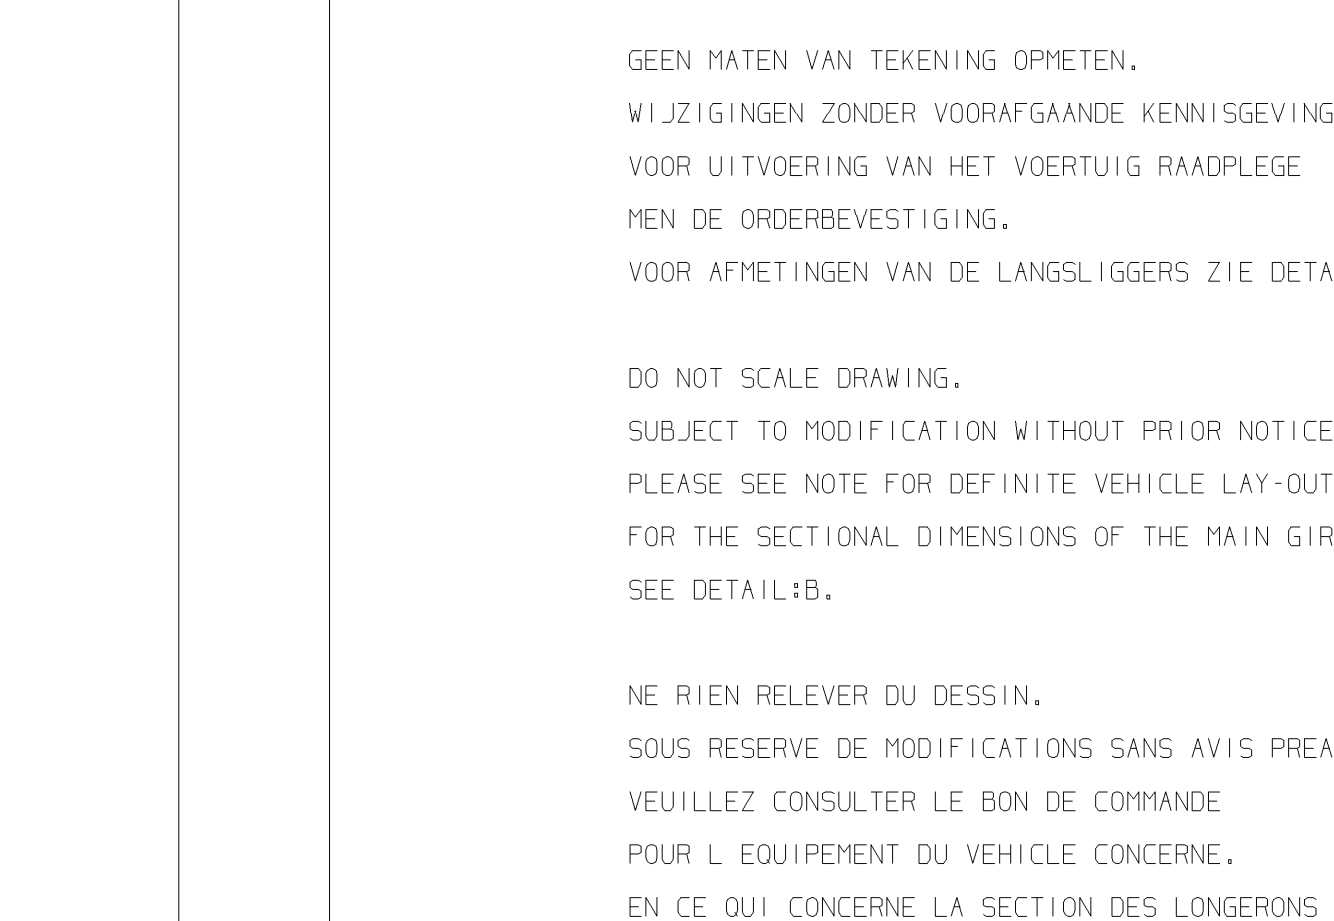 GEEN MATEN VAN TEKENING OPMETEN.
WIJZIGINGEN ZONDER VOORAFGAANDE KENNISGEVING
VOOR UITVOERING VAN HET VOERTUIG RAADPLEGE
MEN DE ORDERBEVESTIGING.
VOOR AFMETINGEN VAN DE LANGSLIGGERS ZIE DETA
DO NOT SCALE DRAWING.
SUBJECT TO MODIFICATION WITHOUT PRIOR NOTICE
PLEASE SEE NOTE FOR DEFINITE VEHICLE LAY-OUT
FOR THE SECTIONAL DIMENSIONS OF THE MAIN GIR
SEE DETAIL:B.
NE RIEN RELEVER DU DESSIN.
SOUS RESERVE DE MODIFICATIONS SANS AVIS PREA
VEUILLEZ CONSULTER LE BON DE COMMANDE
POUR L EQUIPEMENT DU VEHICLE CONCERNE.
EN CE QUI CONCERNE LA SECTION DES LONGERONS